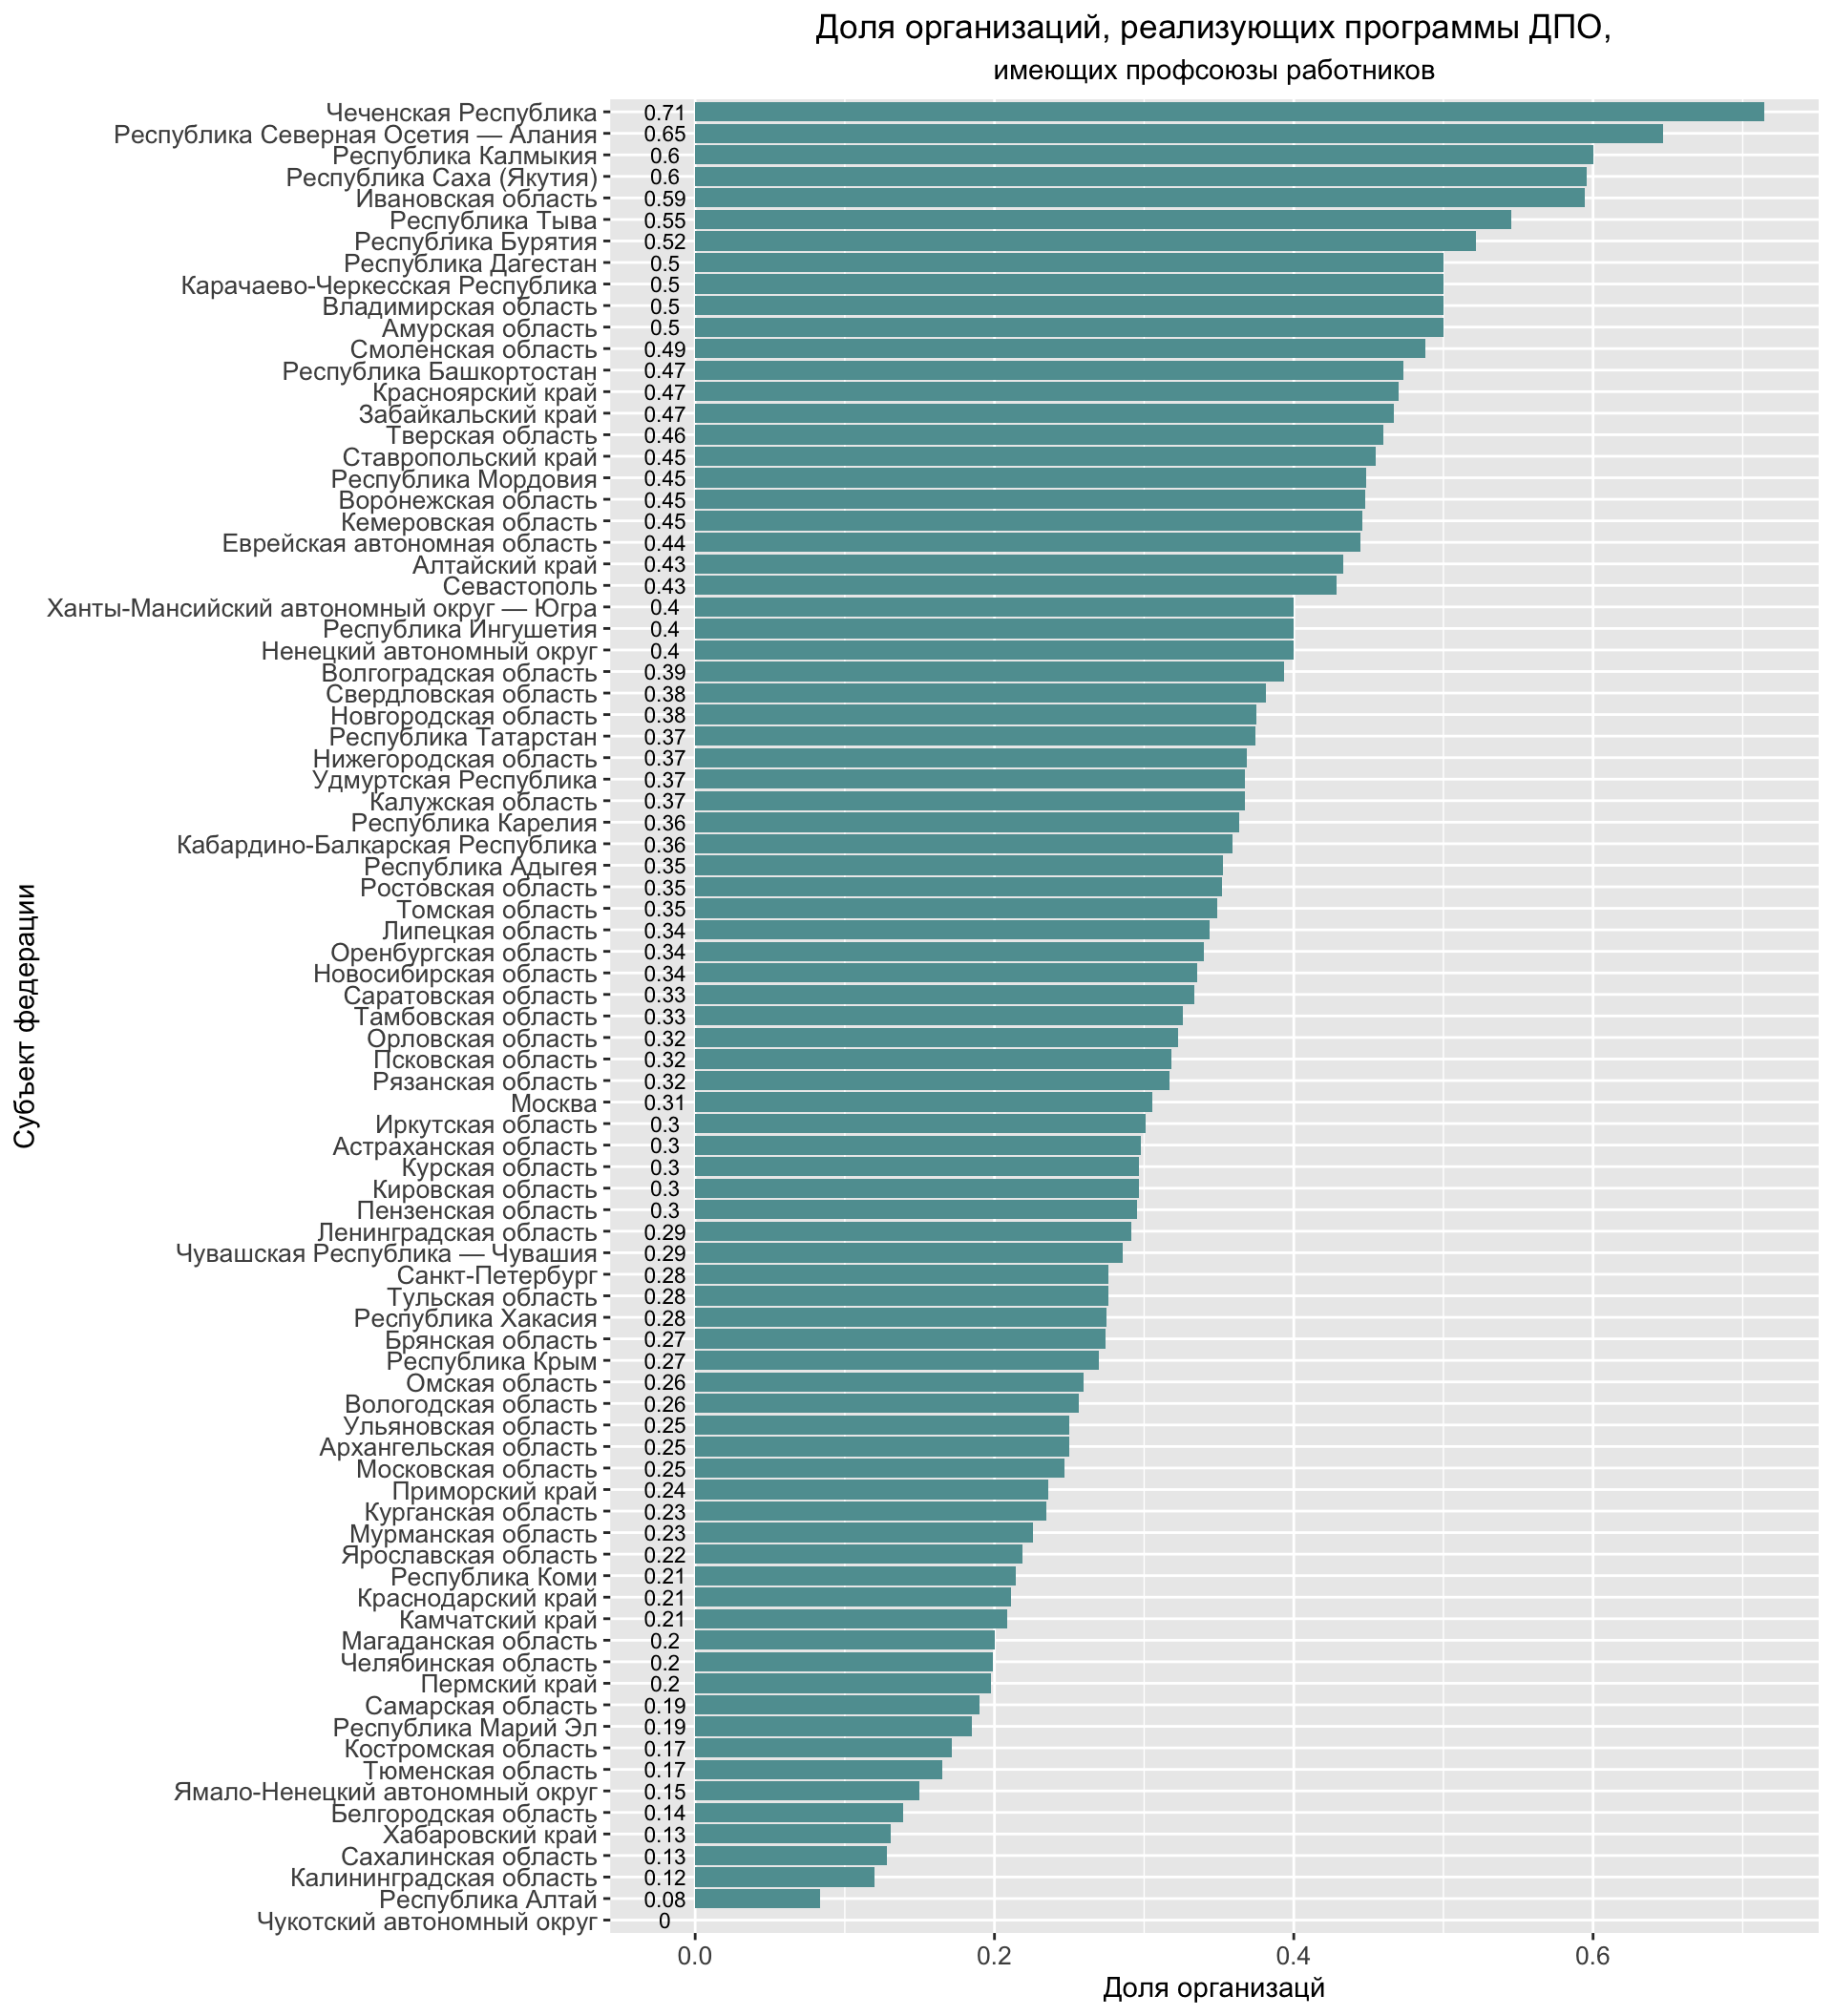 Доля организаций, реализующих программы ДПО,
имеющих профсоюзы работников
Чеченская Республика 0.71
Республика Северная Осетия — Алания 0.65
Республика Калмыкия 0.6
Республика Саха (Якутия) 0.6
Ивановская область 0.59
Республика Тыва 0.55
Республика Бурятия 0.52
Республика Дагестан 0.5
Карачаево-Черкесская Республика 0.5
Владимирская область 0.5
Амурская область 0.5
Смоленская область 0.49
Республика Башкортостан 0.47
Красноярский край 0.47
Забайкальский край 0.47
Тверская область 0.46
Ставропольский край 0.45
Республика Мордовия 0.45
Воронежская область 0.45
Кемеровская область 0.45
Еврейская автономная область 0.44
Алтайский край 0.43
Севастополь 0.43
Ханты-Мансийский автономный округ — Югра 0.4
Республика Ингушетия 0.4
Ненецкий автономный округ 0.4
Волгоградская область 0.39
Свердловская область 0.38
Новгородская область 0.38
Республика Татарстан 0.37
Нижегородская область 0.37
Удмуртская Республика 0.37
Калужская область 0.37
Республика Карелия 0.36
Кабардино-Балкарская Республика 0.36
Республика Адыгея 0.35
Ростовская область 0.35
Томская область 0.35
Липецкая область 0.34
Оренбургская область 0.34
Новосибирская область 0.34
Саратовская область 0.33
Тамбовская область 0.33
Орловская область 0.32
Псковская область 0.32
Рязанская область 0.32
Москва 0.31
Иркутская область 0.3
Астраханская область 0.3
Курская область 0.3
Кировская область 0.3
Пензенская область 0.3
Ленинградская область 0.29
Чувашская Республика — Чувашия 0.29
Санкт-Петербург 0.28
Тульская область 0.28
Республика Хакасия 0.28
Брянская область 0.27
Республика Крым 0.27
Омская область 0.26
Вологодская область 0.26
Ульяновская область 0.25
Архангельская область 0.25
Московская область 0.25
Приморский край 0.24
Курганская область 0.23
Мурманская область 0.23
Ярославская область 0.22
Республика Коми 0.21
Краснодарский край 0.21
Камчатский край 0.21
Магаданская область 0.2
Челябинская область 0.2
Пермский край 0.2
Самарская область 0.19
Республика Марий Эл 0.19
Костромская область 0.17
Тюменская область 0.17
Ямало-Ненецкий автономный округ 0.15
Белгородская область 0.14
Хабаровский край 0.13
Сахалинская область 0.13
Калининградская область 0.12
Республика Алтай 0.08
Чукотский автономный округ 0
0.0 0.2 0.4 0.6
Доля организацй
Субъект федерации